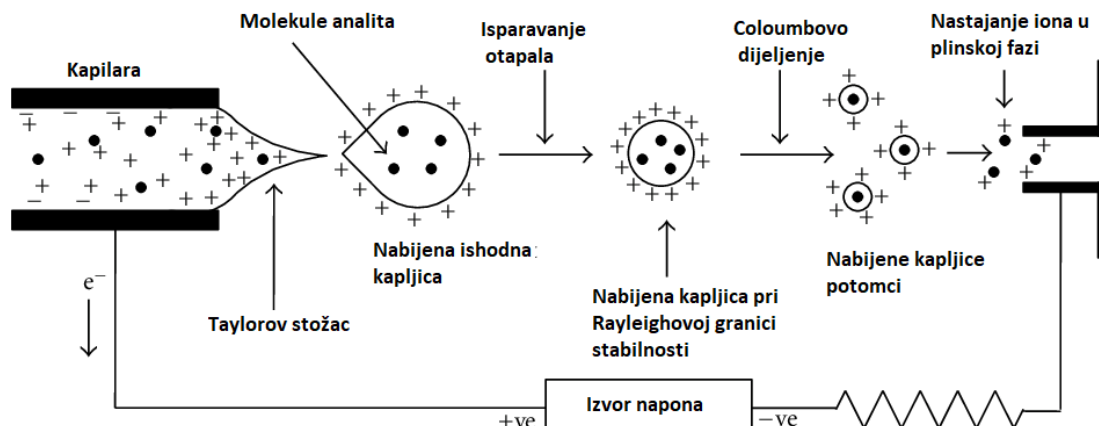 Molekule analita
Kapilara
Isparavanje
otapala
Coloumbovo
dijeljenje
Nastajanje iona u
plinskoj fazi
Nabijena ishodna
kapljica
Taylorov stožac
Nabijena kapljica pri
Rayleighovoj granici
stabilnosti
Nabijene kapljice
potomci
e⁻
+ve
Izvor napona
−ve